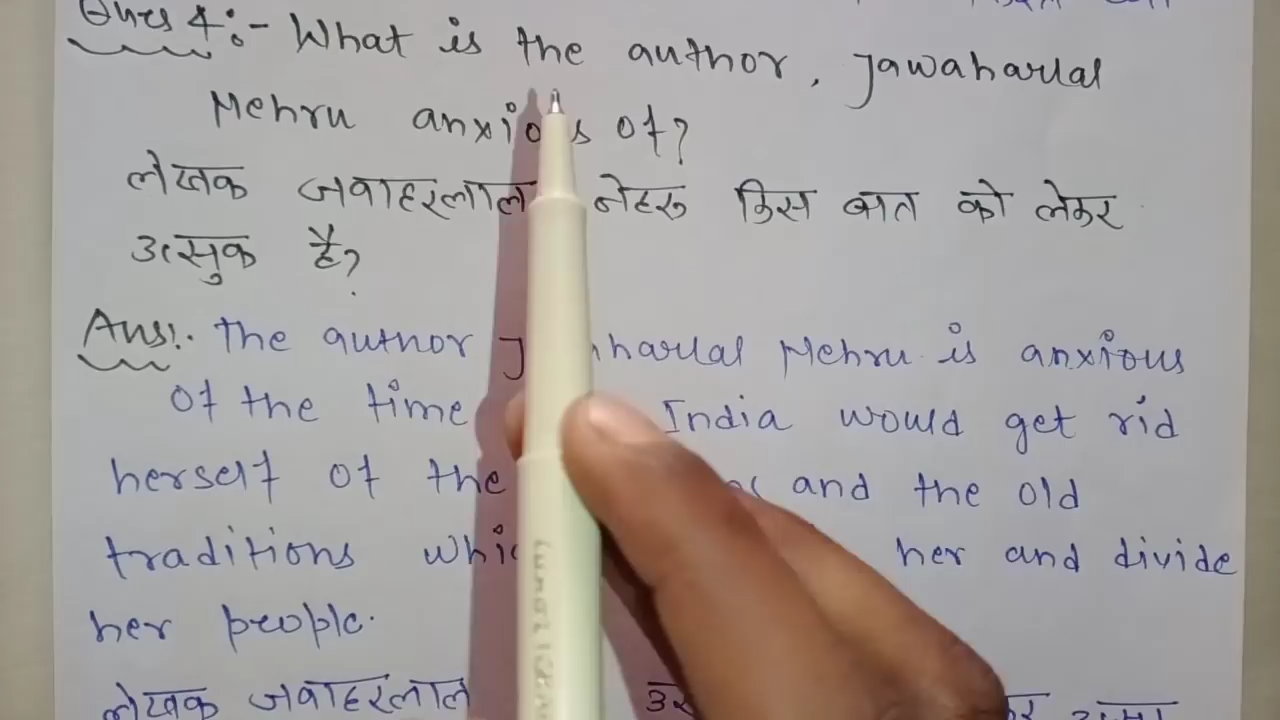 Ques 4:- What is the author, Jawaharlal
Nehru anxious of?
लेखक जवाहरलाल नेहरू किस बात को लेकर
उत्सुक है?
Ans:. The author Jawaharlal Nehru is anxious
of the time India would get rid
herself of the and the old
traditions which her and divide
her people.
लेखक जवाहरलाल